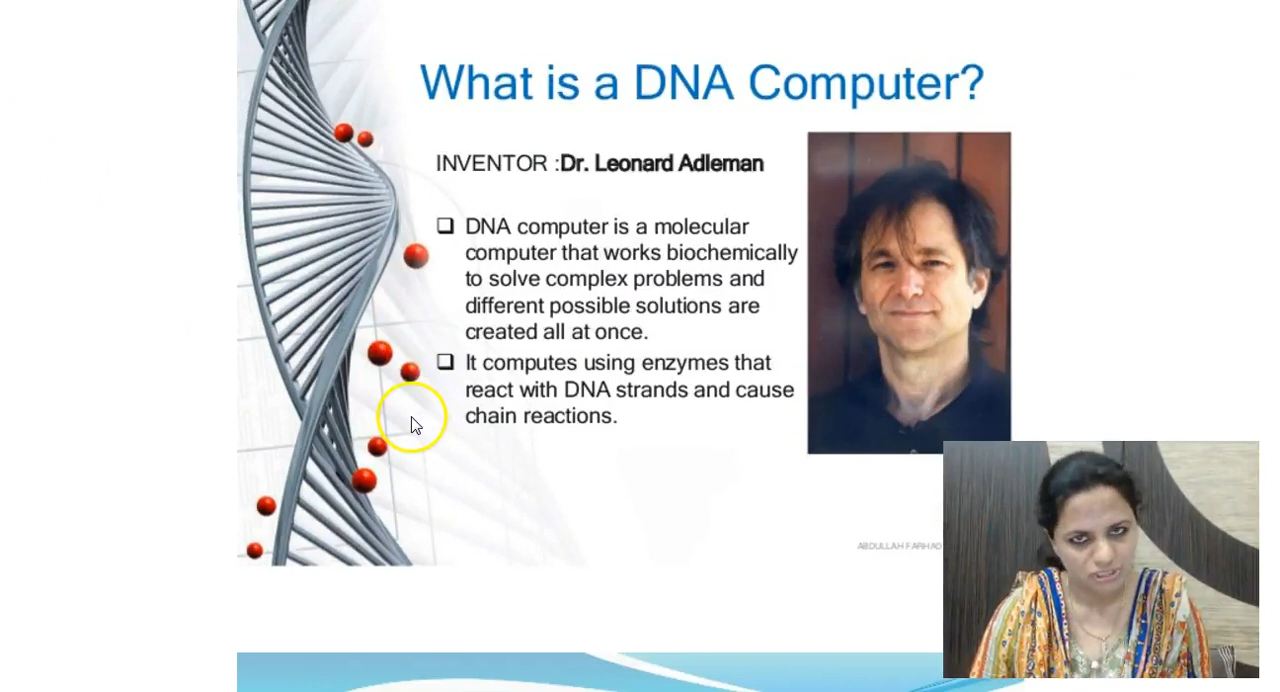 What is a DNA Computer?
INVENTOR :Dr. Leonard Adleman
❑ DNA computer is a molecular
computer that works biochemically
to solve complex problems and
different possible solutions are
created all at once.
❑ It computes using enzymes that
react with DNA strands and cause
chain reactions.
ABDULLAH FARHAD